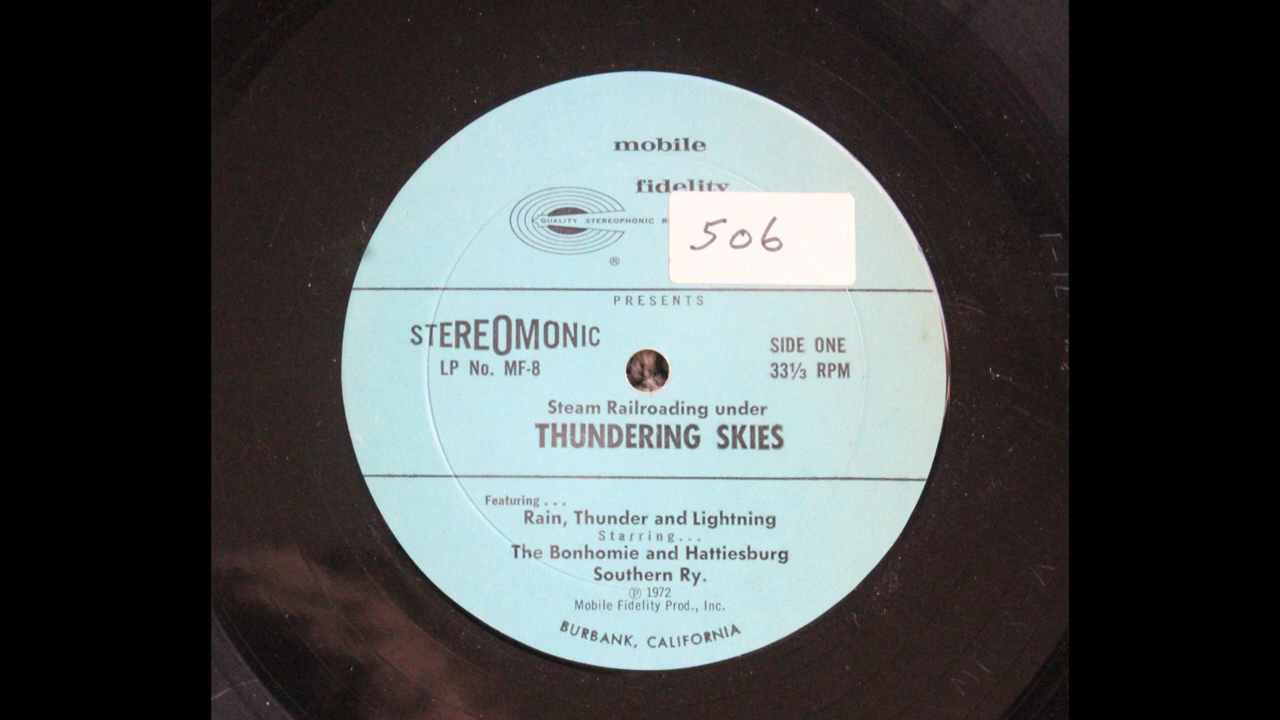 mobile
fidelity
QUALITY STEREOPHONIC
®
506
PRESENTS
STEREOMONIC
LP No. MF-8
SIDE ONE
33⅓ RPM
Steam Railroading under
THUNDERING SKIES
Featuring . . .
Rain, Thunder and Lightning
Starring...
The Bonhomie and Hattiesburg
Southern Ry.
Ⓟ 1972
Mobile Fidelity Prod., Inc.
BURBANK, CALIFORNIA